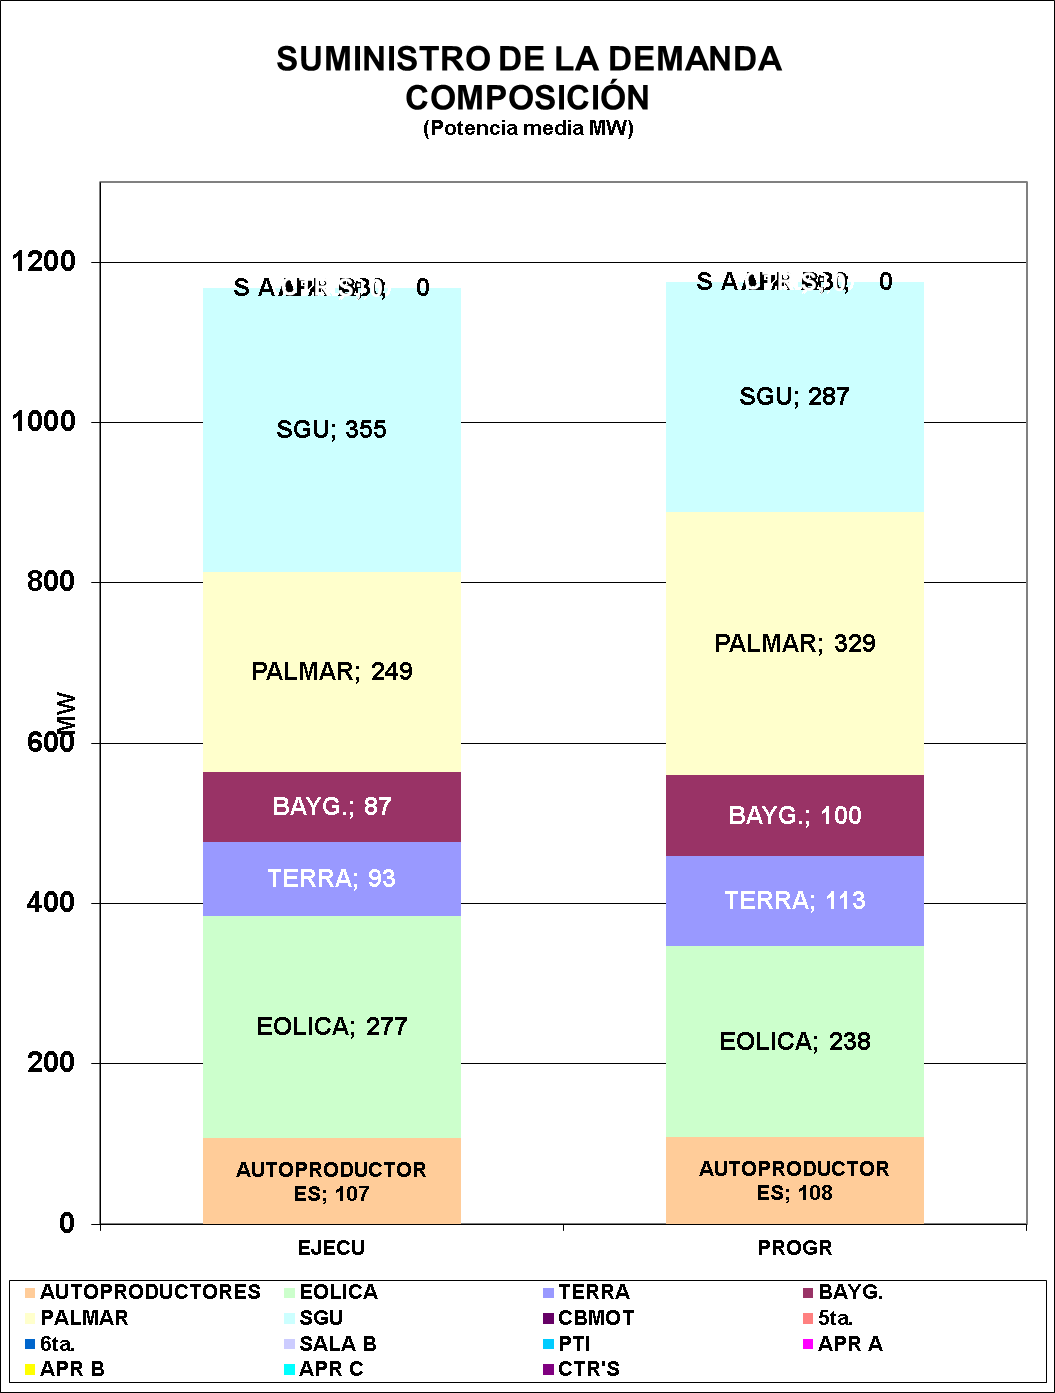 SUMINISTRO DE LA DEMANDA
COMPOSICIÓN
(Potencia media MW)
MW
1200
1000
800
600
400
200
0
0
SGU; 355
PALMAR; 249
BAYG.; 87
TERRA; 93
EOLICA; 277
AUTOPRODUCTOR
ES; 107
0
SGU; 287
PALMAR; 329
BAYG.; 100
TERRA; 113
EOLICA; 238
AUTOPRODUCTOR
ES; 108
EJECU
PROGR
AUTOPRODUCTORES EOLICA TERRA BAYG.
PALMAR SGU CBMOT 5ta.
6ta. SALA B PTI APR A
APR B APR C CTR'S